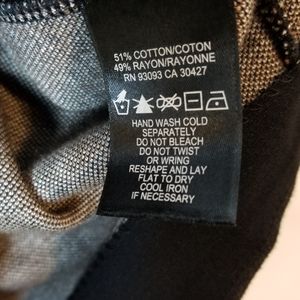 51% COTTON/COTON
49% RAYON/RAYONNE
RN 93093 CA 30427
HAND WASH COLD
SEPARATELY
DO NOT BLEACH
DO NOT TWIST
OR WRING
RESHAPE AND LAY
FLAT TO DRY
COOL IRON
IF NECESSARY